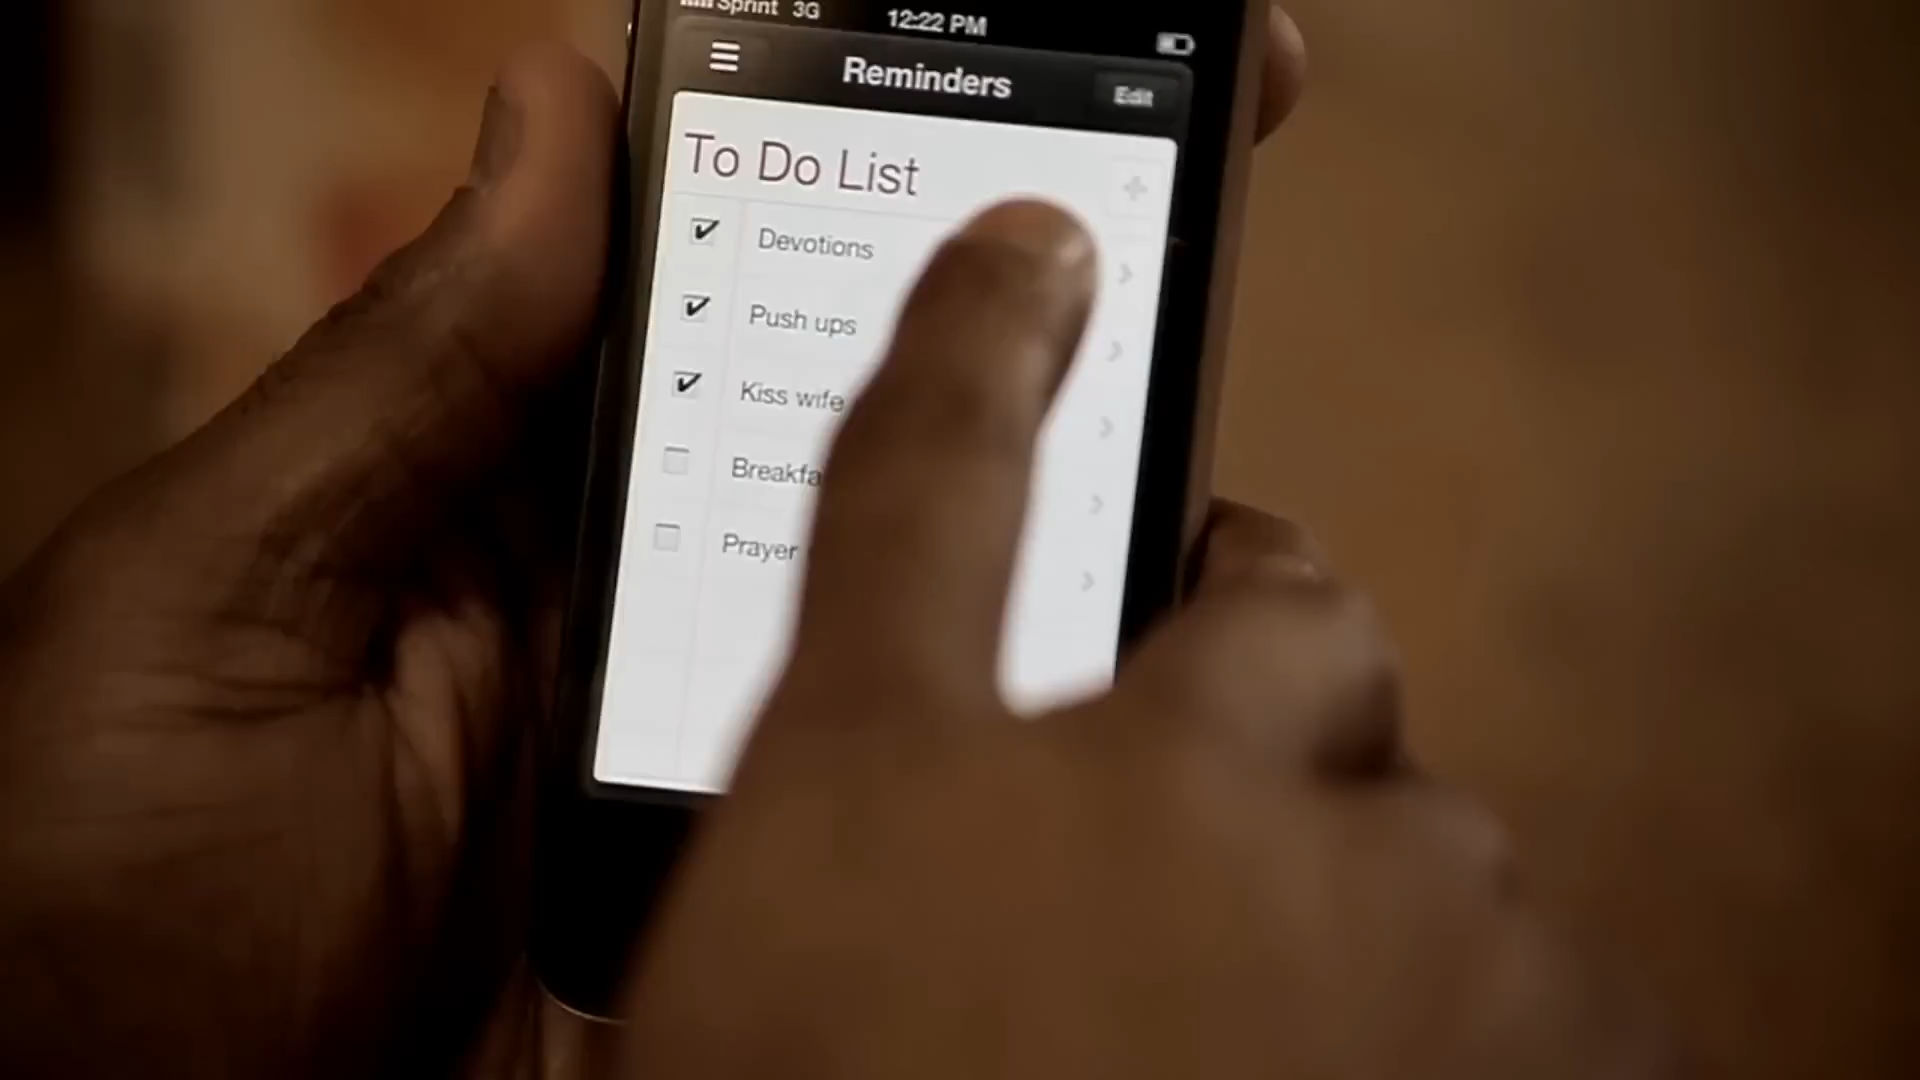 Sprint 3G 12:22 PM
Reminders Edit
To Do List
Devotions
Push ups
Kiss wife
Prayer